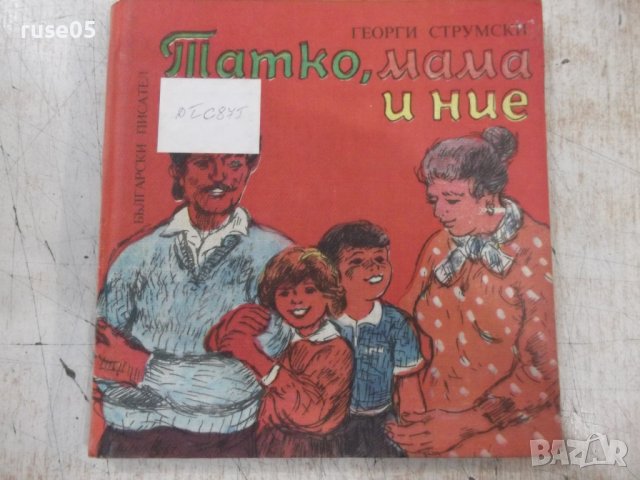 ruse05
ГЕОРГИ СТРУМСКИ
Татко, мама
и ние
БЪЛГАРСКИ ПИСАТЕЛ
BAZAR